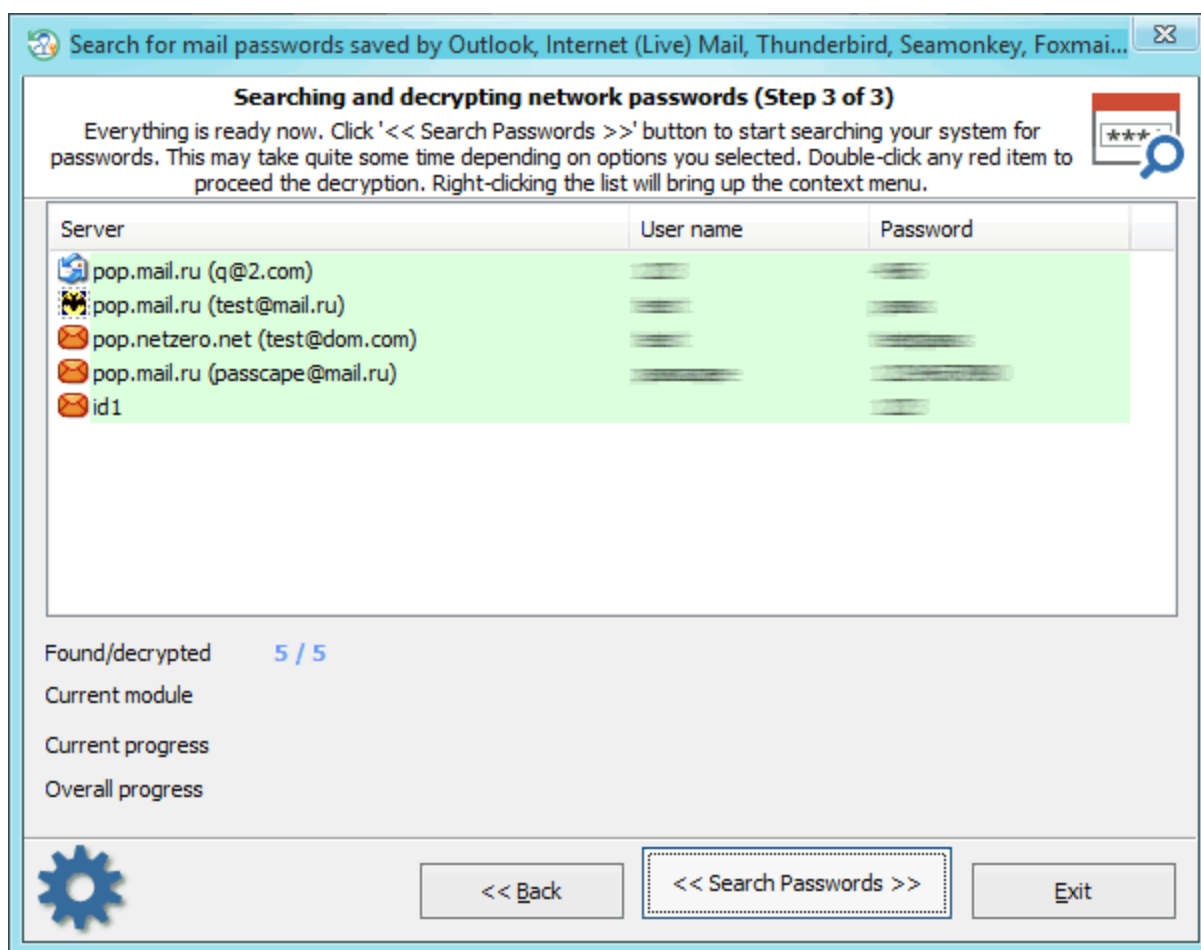 Search for mail passwords saved by Outlook, Internet (Live) Mail, Thunderbird, Seamonkey, Foxmai...
Searching and decrypting network passwords (Step 3 of 3)
Everything is ready now. Click '<< Search Passwords >>' button to start searching your system for
passwords. This may take quite some time depending on options you selected. Double-click any red item to
proceed the decryption. Right-clicking the list will bring up the context menu.
Server User name Password
pop.mail.ru (q@2.com)
pop.mail.ru (test@mail.ru)
pop.netzero.net (test@dom.com)
pop.mail.ru (passcape@mail.ru)
id1
Found/decrypted 5 / 5
Current module
Current progress
Overall progress
<< Back << Search Passwords >> Exit